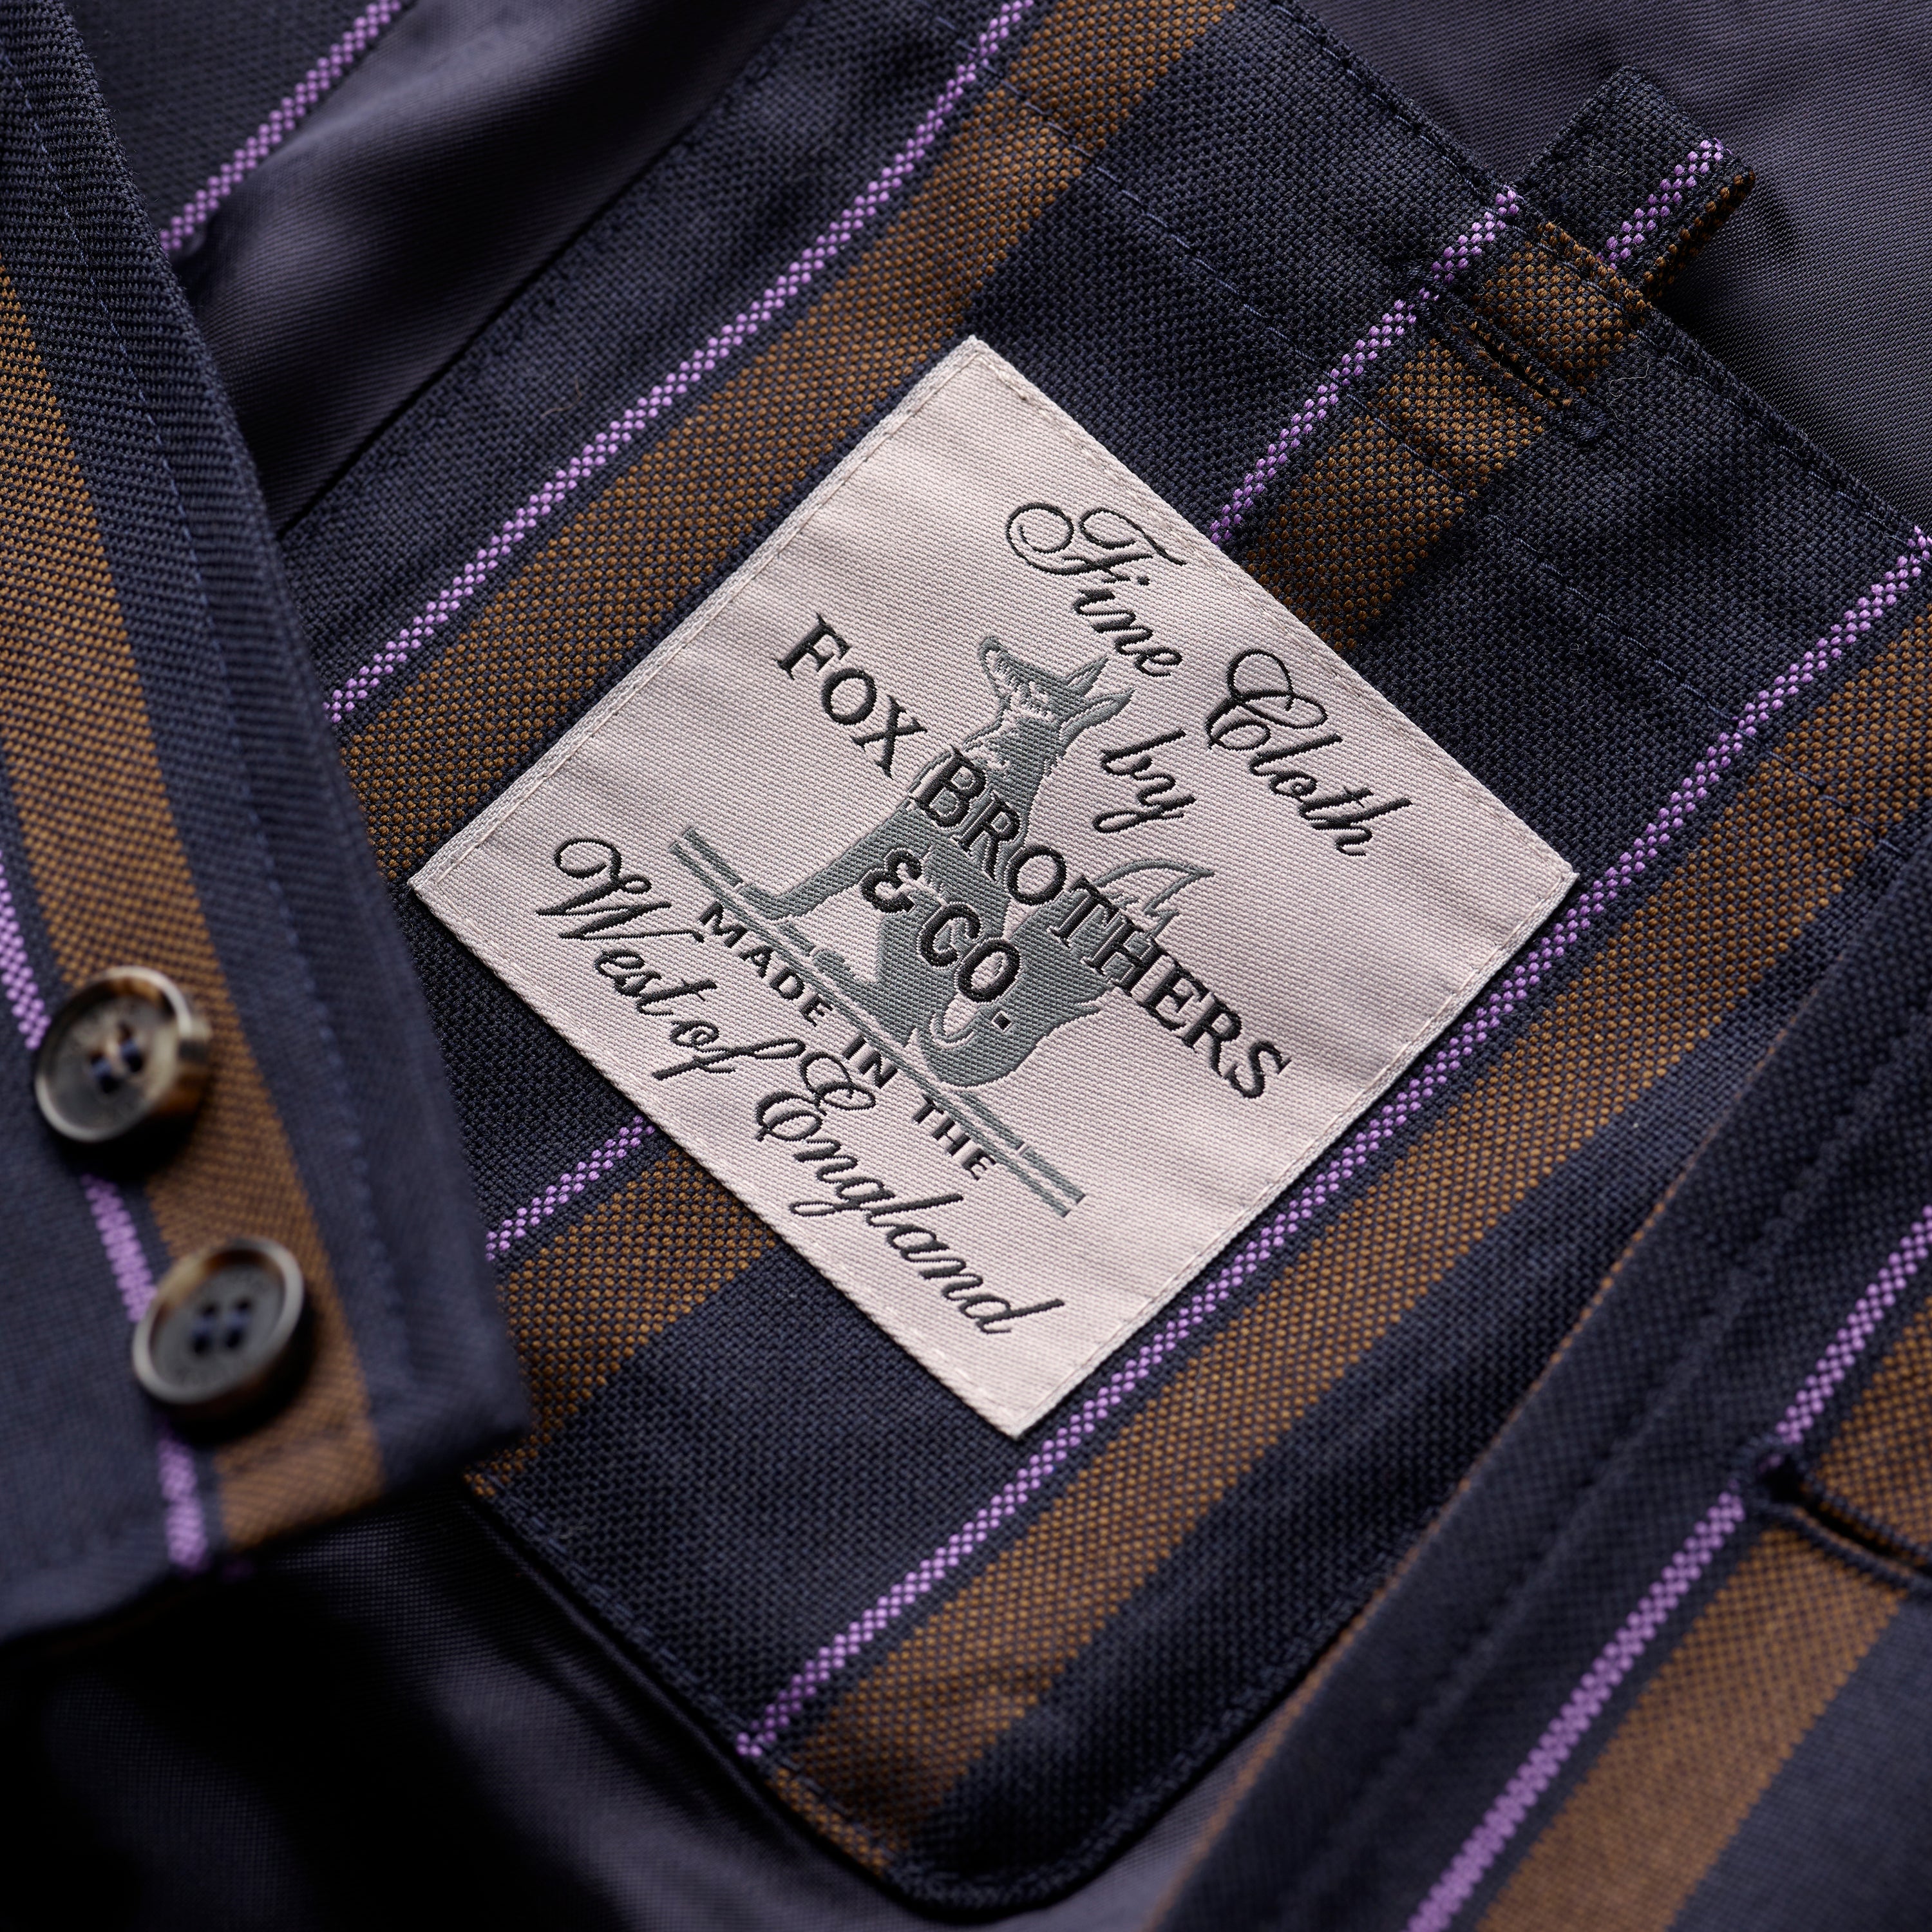 Fine Cloth
by
FOX BROTHERS
& CO.
MADE IN THE
West of England